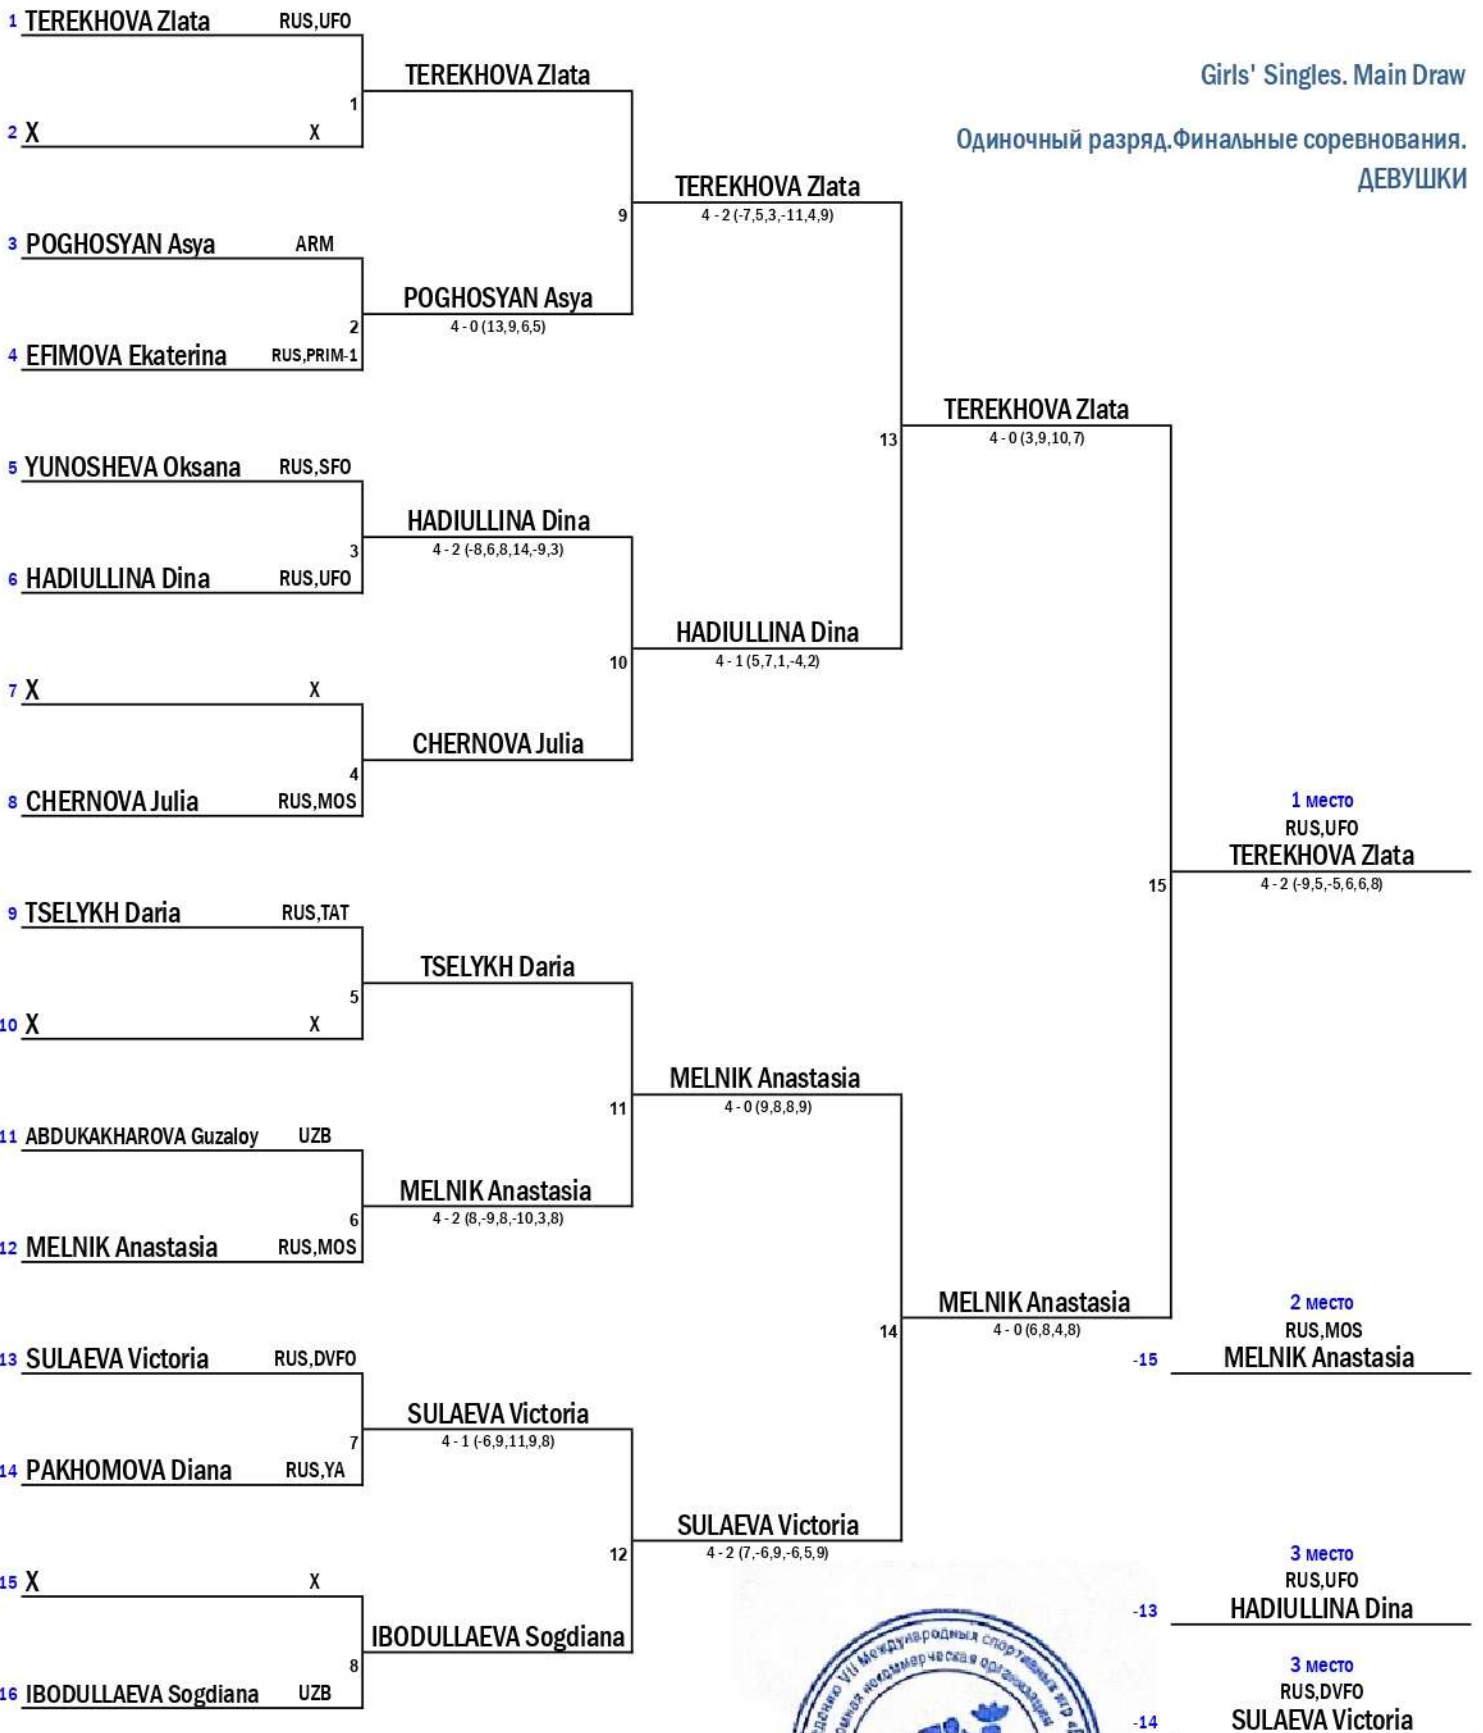 1 TEREKHOVA Zlata RUS,UFO
TEREKHOVA Zlata
Girls' Singles. Main Draw
1
2 X X
Одиночный разряд.Финальные соревнования.
ДЕВУШКИ
TEREKHOVA Zlata
9
4 - 2 (-7,5,3,-11,4,9)
3 POGHOSYAN Asya ARM
POGHOSYAN Asya
2
4 - 0 (13,9,6,5)
4 EFIMOVA Ekaterina RUS,PRIM-1
TEREKHOVA Zlata
13
4 - 0 (3,9,10,7)
5 YUNOSHEVA Oksana RUS,SFO
HADIULLINA Dina
3
4 - 2 (-8,6,8,14,-9,3)
6 HADIULLINA Dina RUS,UFO
HADIULLINA Dina
10
4 - 1 (5,7,1,-4,2)
7 X X
CHERNOVA Julia
4
8 CHERNOVA Julia RUS,MOS
1 место
RUS,UFO
TEREKHOVA Zlata
15
4 - 2 (-9,5,-5,6,6,8)
9 TSELYKH Daria RUS,TAT
TSELYKH Daria
5
10 X X
MELNIK Anastasia
11
4 - 0 (9,8,8,9)
11 ABDUKAKHAROVA Guzaloy UZB
MELNIK Anastasia
6
4 - 2 (8,-9,8,-10,3,8)
12 MELNIK Anastasia RUS,MOS
MELNIK Anastasia
14
4 - 0 (6,8,4,8)
2 место
RUS,MOS
-15 MELNIK Anastasia
13 SULAEVA Victoria RUS,DVFO
SULAEVA Victoria
7
4 - 1 (-6,9,11,9,8)
14 PAKHOMOVA Diana RUS,YA
SULAEVA Victoria
12
4 - 2 (7,-6,9,-6,5,9)
15 X X
3 место
RUS,UFO
-13 HADIULLINA Dina
IBODULLAEVA Sogdiana
8
16 IBODULLAEVA Sogdiana UZB
3 место
RUS,DVFO
-14 SULAEVA Victoria
VII Международных спортивных игр
некоммерческая организация